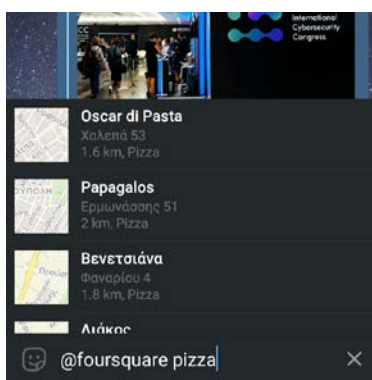 International
Cybersecurity
Congress
Oscar di Pasta
Χαλεπά 53
1.6 km, Pizza
Papagalos
Ερμωνάσσης 51
2 km, Pizza
Βενετσιάνα
Φαναρίου 4
1.8 km, Pizza
Λιάκος
@foursquare pizza